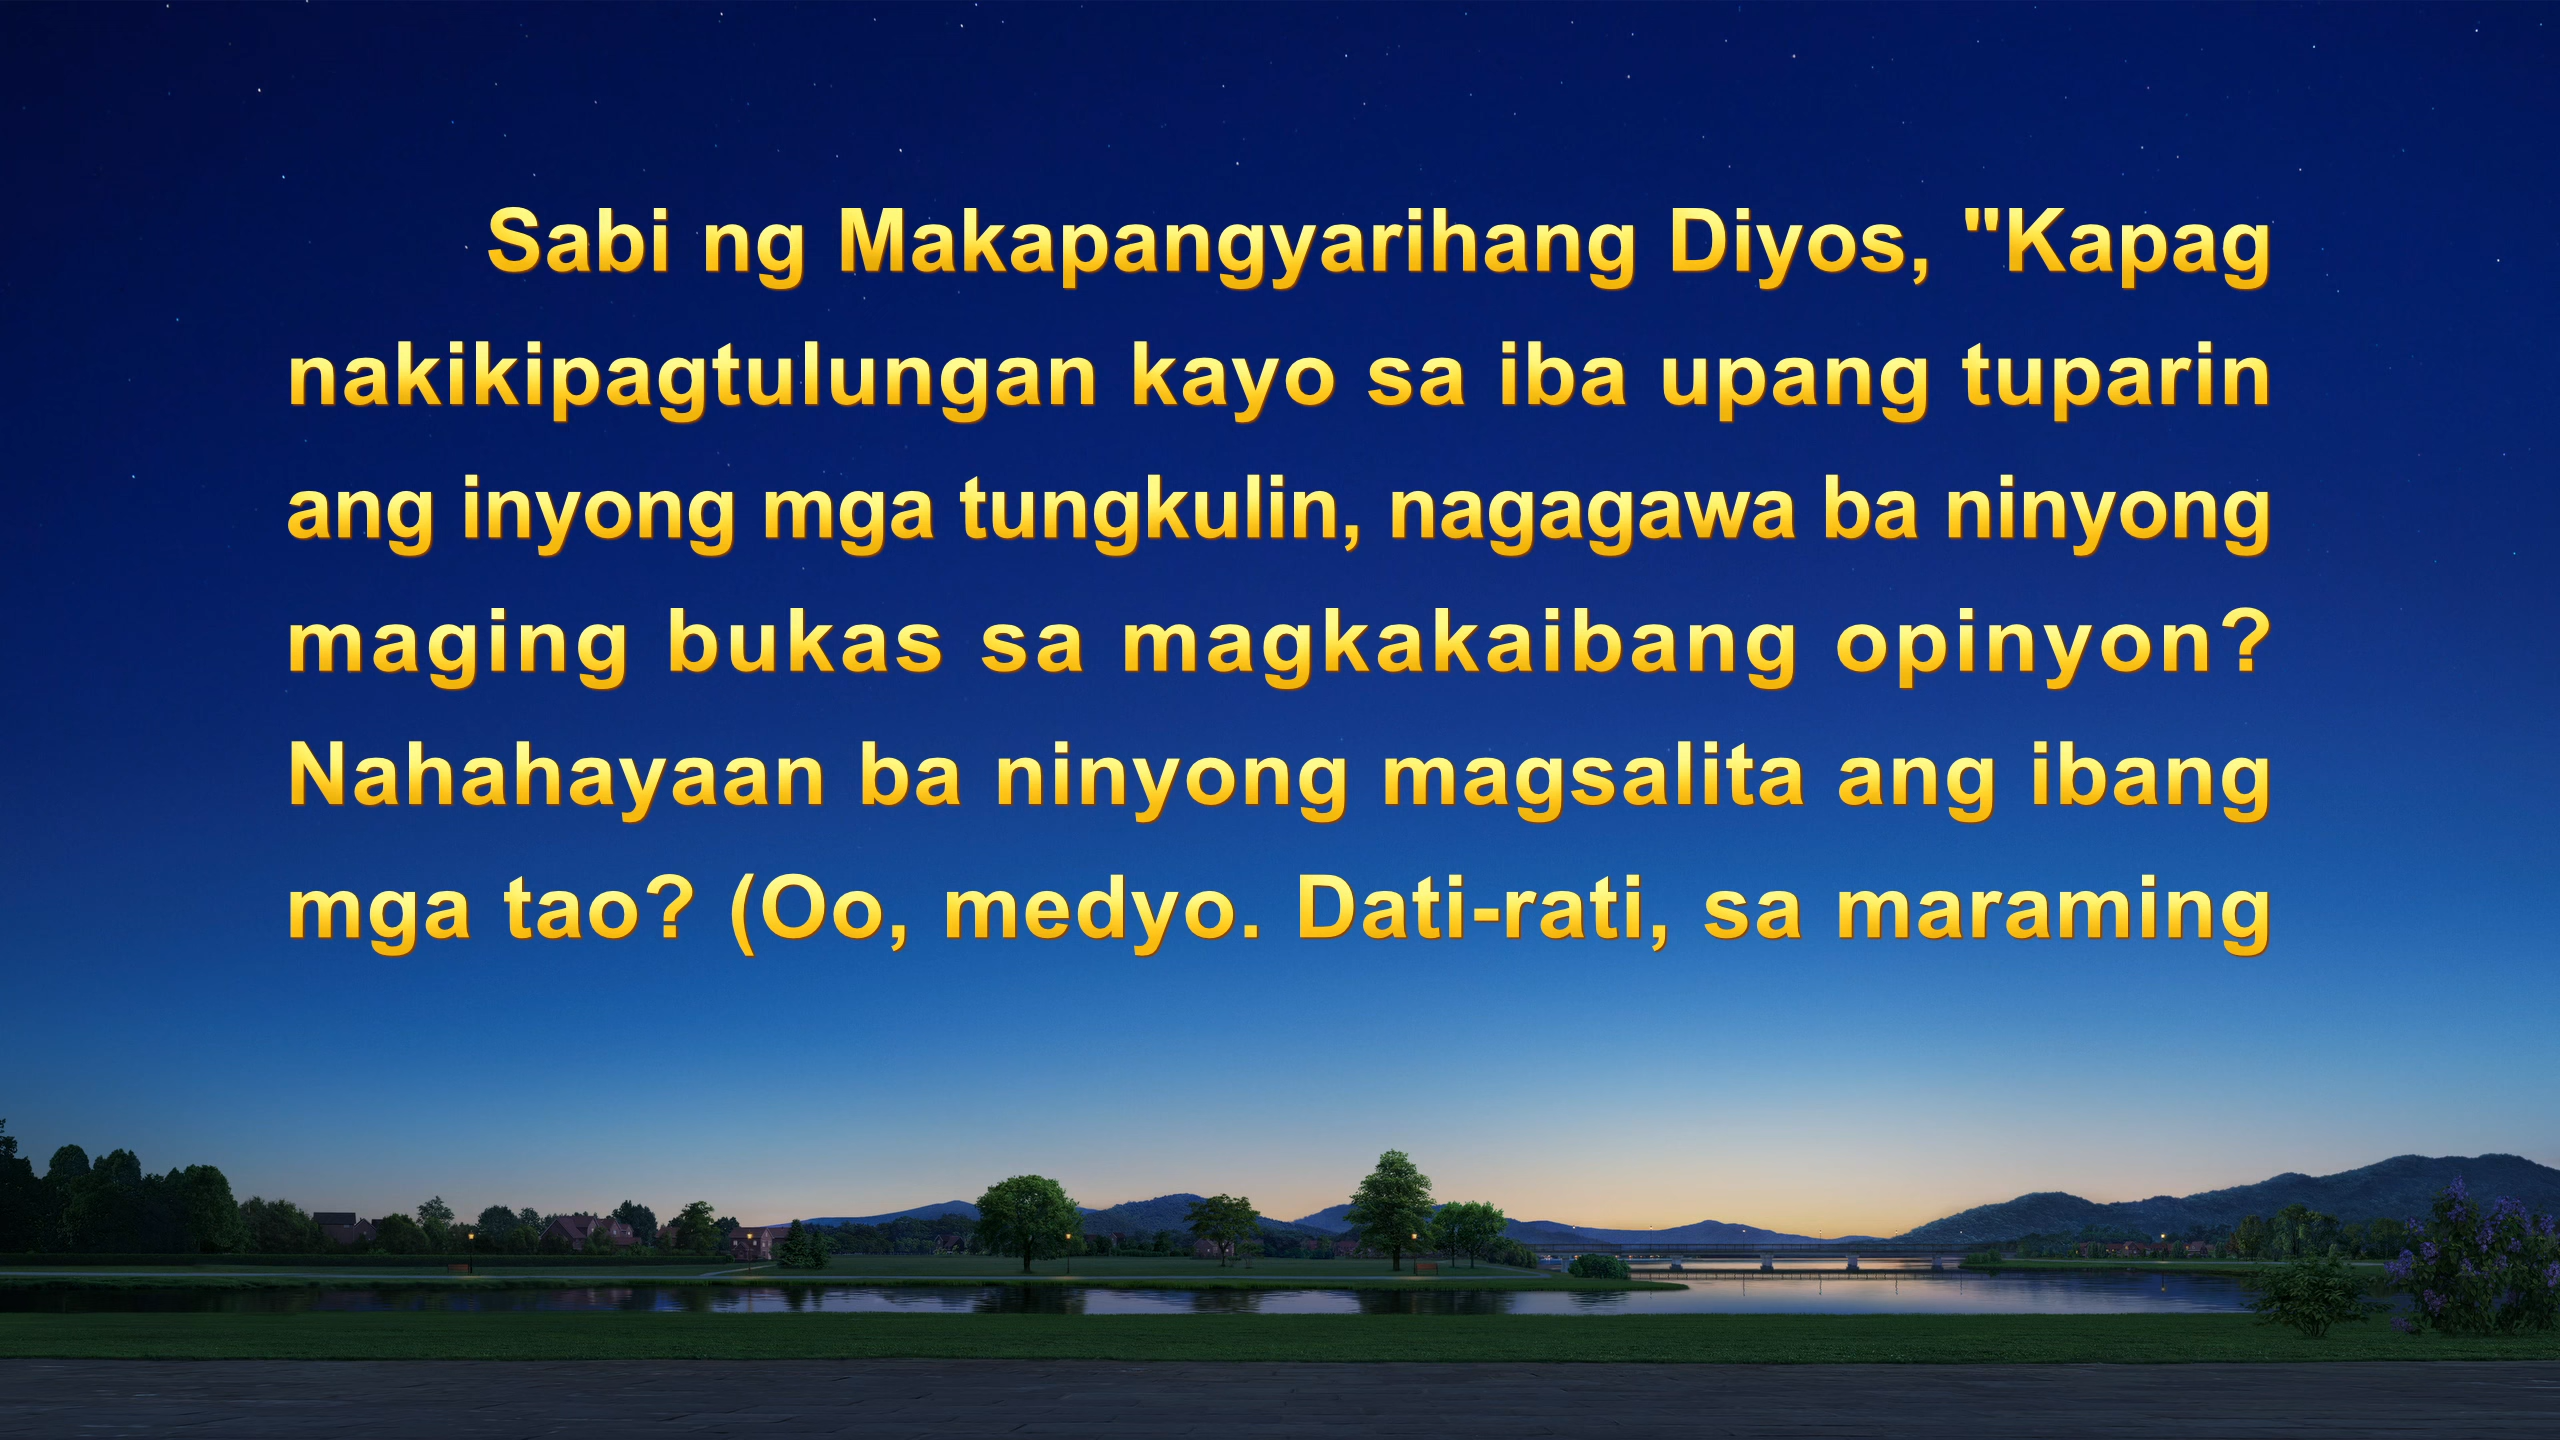 Sabi ng Makapangyarihang Diyos, "Kapag
nakikipagtulungan kayo sa iba upang tuparin
ang inyong mga tungkulin, nagagawa ba ninyong
maging bukas sa magkakaibang opinyon?
Nahahayaan ba ninyong magsalita ang ibang
mga tao? (Oo, medyo. Dati-rati, sa maraming